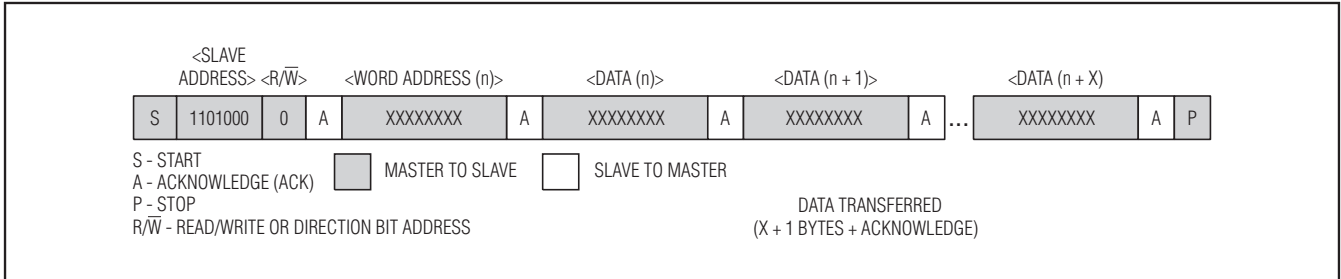 <SLAVE
ADDRESS> <R/W̅> <WORD ADDRESS (n)> <DATA (n)> <DATA (n + 1)> <DATA (n + X)
S 1101000 0 A XXXXXXXX A XXXXXXXX A XXXXXXXX A ... XXXXXXXX A P
S - START
A - ACKNOWLEDGE (ACK)
P - STOP
R/W̅ - READ/WRITE OR DIRECTION BIT ADDRESS
MASTER TO SLAVE SLAVE TO MASTER
DATA TRANSFERRED
(X + 1 BYTES + ACKNOWLEDGE)